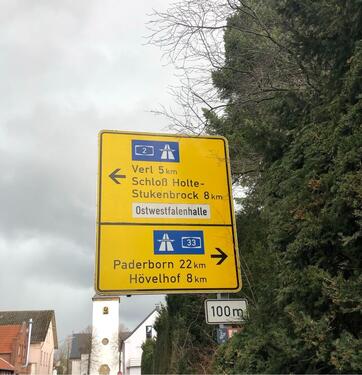 2
Verl 5 km
Schloß Holte-
Stukenbrock 8 km
Ostwestfalenhalle
33
Paderborn 22 km
Hövelhof 8 km
100 m